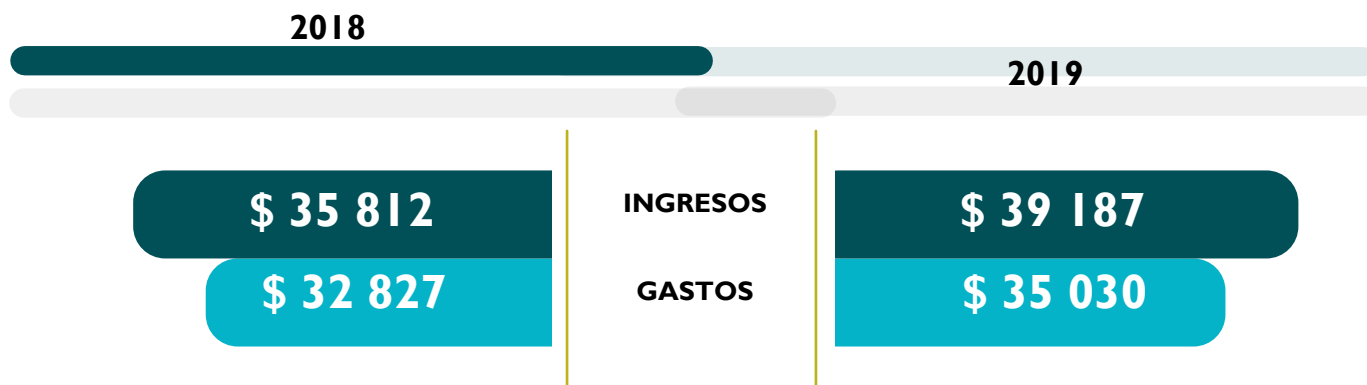 2018
2019
$ 35 812 INGRESOS $ 39 187
$ 32 827 GASTOS $ 35 030